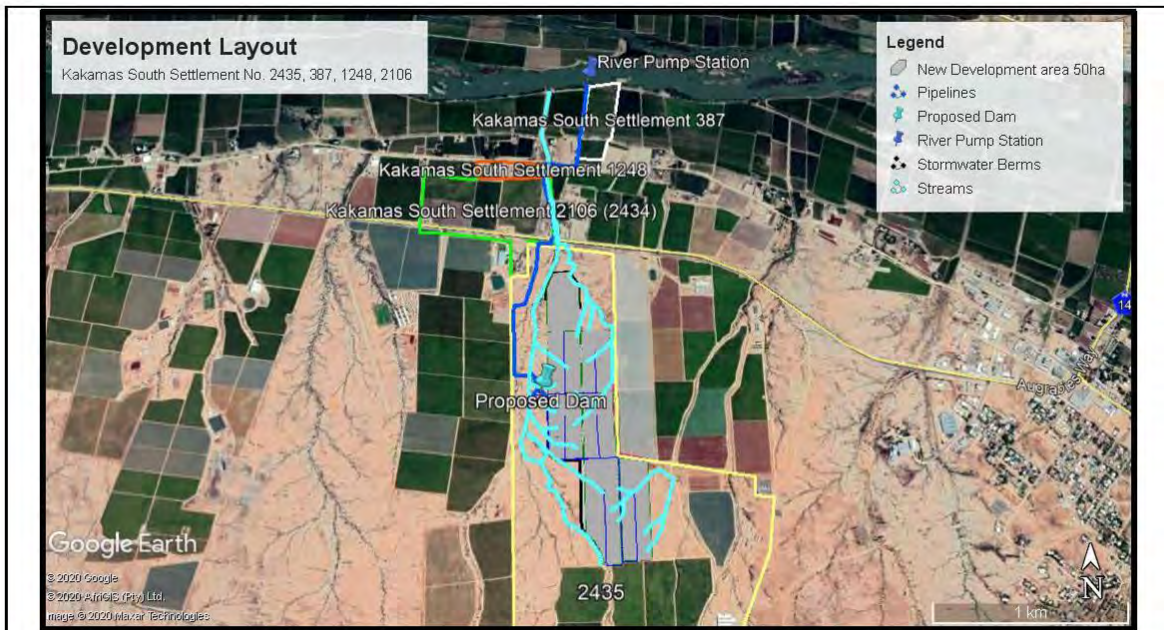 Development Layout
Kakamas South Settlement No. 2435, 387, 1248, 2106
Legend
New Development area 50ha
Pipelines
Proposed Dam
River Pump Station
Stormwater Berms
Streams
River Pump Station
Kakamas South Settlement 387
Kakamas South Settlement 1248
Kakamas South Settlement 2106 (2434)
14
Augrabies Way
Proposed Dam
2435
Google Earth
© 2020 Google
© 2020 AfriGIS (Pty) Ltd.
Image © 2020 Maxar Technologies
N
1 km